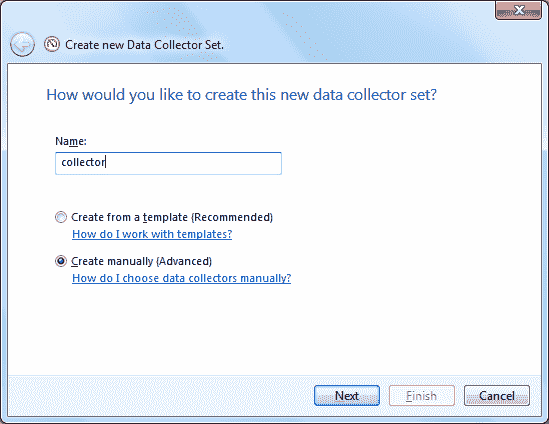 Create new Data Collector Set.
How would you like to create this new data collector set?
Name:
collector
Create from a template (Recommended)
How do I work with templates?
Create manually (Advanced)
How do I choose data collectors manually?
Next Finish Cancel